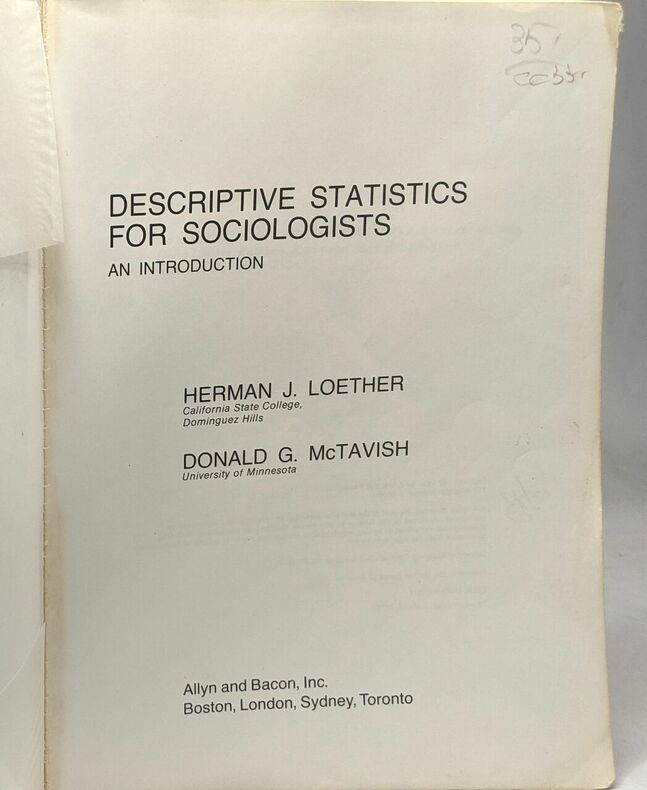 35
DESCRIPTIVE STATISTICS
FOR SOCIOLOGISTS
AN INTRODUCTION
HERMAN J. LOETHER
California State College,
Dominguez Hills
DONALD G. McTAVISH
University of Minnesota
Allyn and Bacon, Inc.
Boston, London, Sydney, Toronto